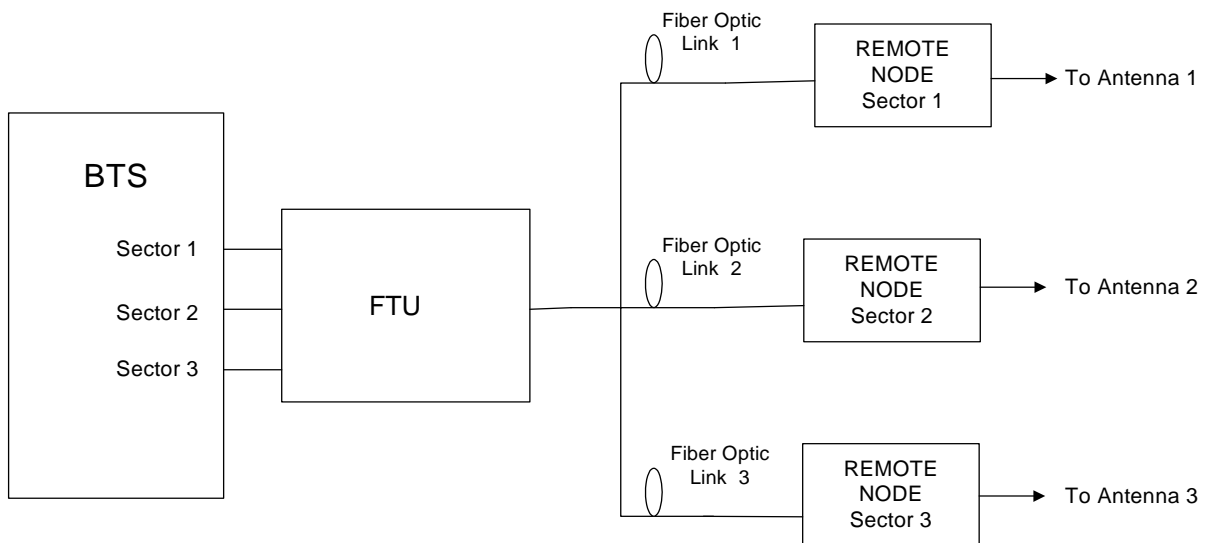 BTS
Sector 1
Sector 2
Sector 3
FTU
Fiber Optic
Link 1
REMOTE
NODE
Sector 1
To Antenna 1
Fiber Optic
Link 2
REMOTE
NODE
Sector 2
To Antenna 2
Fiber Optic
Link 3
REMOTE
NODE
Sector 3
To Antenna 3